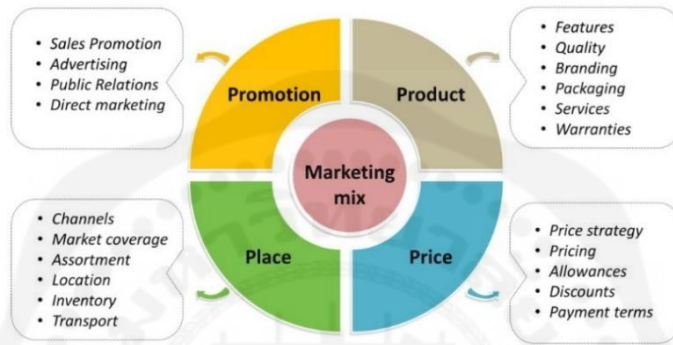 • Sales Promotion
• Advertising
• Public Relations
• Direct marketing
Promotion
Product
• Features
• Quality
• Branding
• Packaging
• Services
• Warranties
Marketing
mix
• Channels
• Market coverage
• Assortment
• Location
• Inventory
• Transport
Place
Price
• Price strategy
• Pricing
• Allowances
• Discounts
• Payment terms